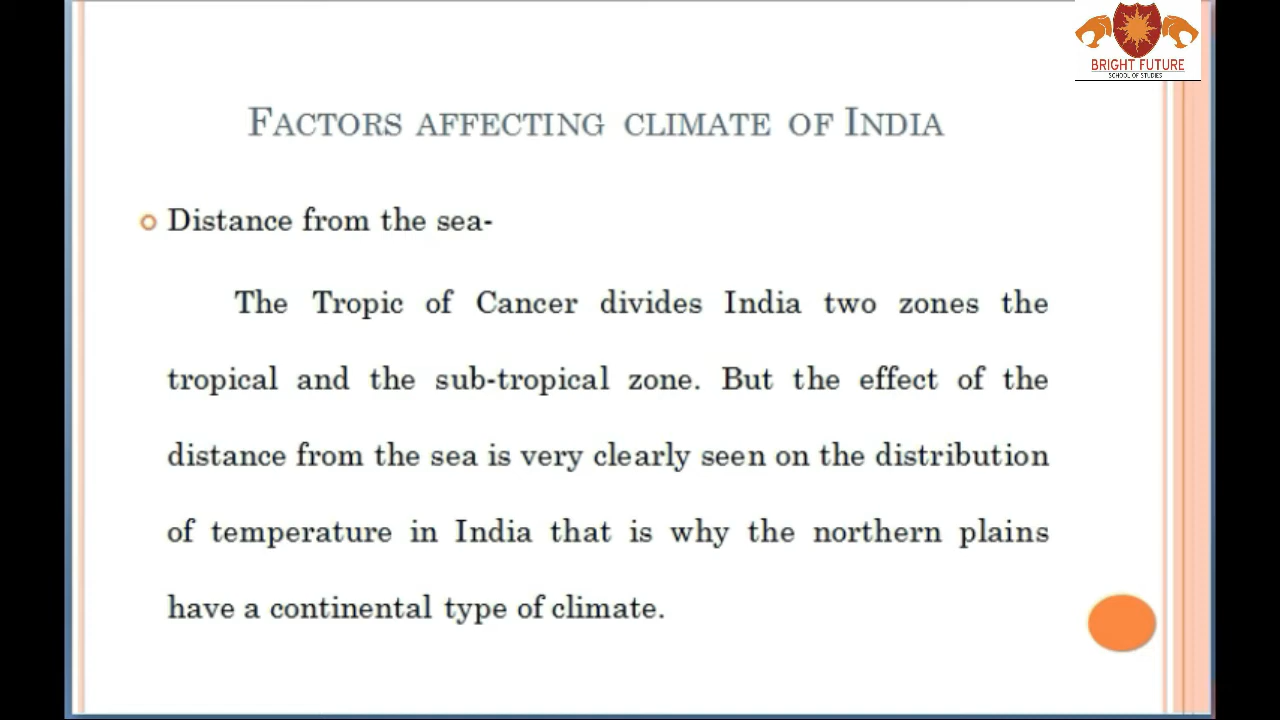 BRIGHT FUTURE
SCHOOL OF STUDIES
FACTORS AFFECTING CLIMATE OF INDIA
Distance from the sea-
The Tropic of Cancer divides India two zones the
tropical and the sub-tropical zone. But the effect of the
distance from the sea is very clearly seen on the distribution
of temperature in India that is why the northern plains
have a continental type of climate.